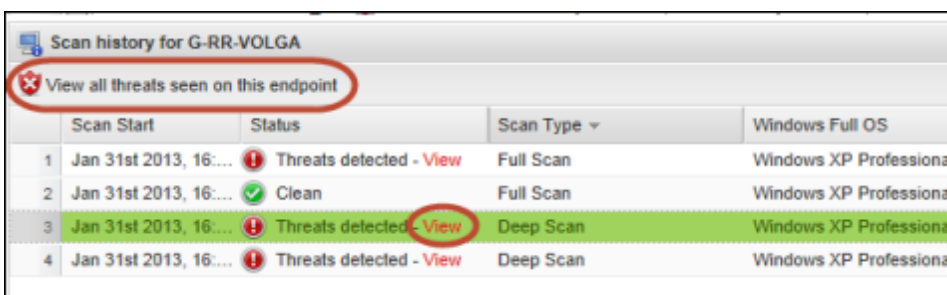 Scan history for G-RR-VOLGA
View all threats seen on this endpoint
Scan Start Status Scan Type Windows Full OS
1 Jan 31st 2013, 16:... Threats detected - View Full Scan Windows XP Professiona
2 Jan 31st 2013, 16:... Clean Full Scan Windows XP Professiona
3 Jan 31st 2013, 16:... Threats detected - View Deep Scan Windows XP Professiona
4 Jan 31st 2013, 16:... Threats detected - View Deep Scan Windows XP Professiona